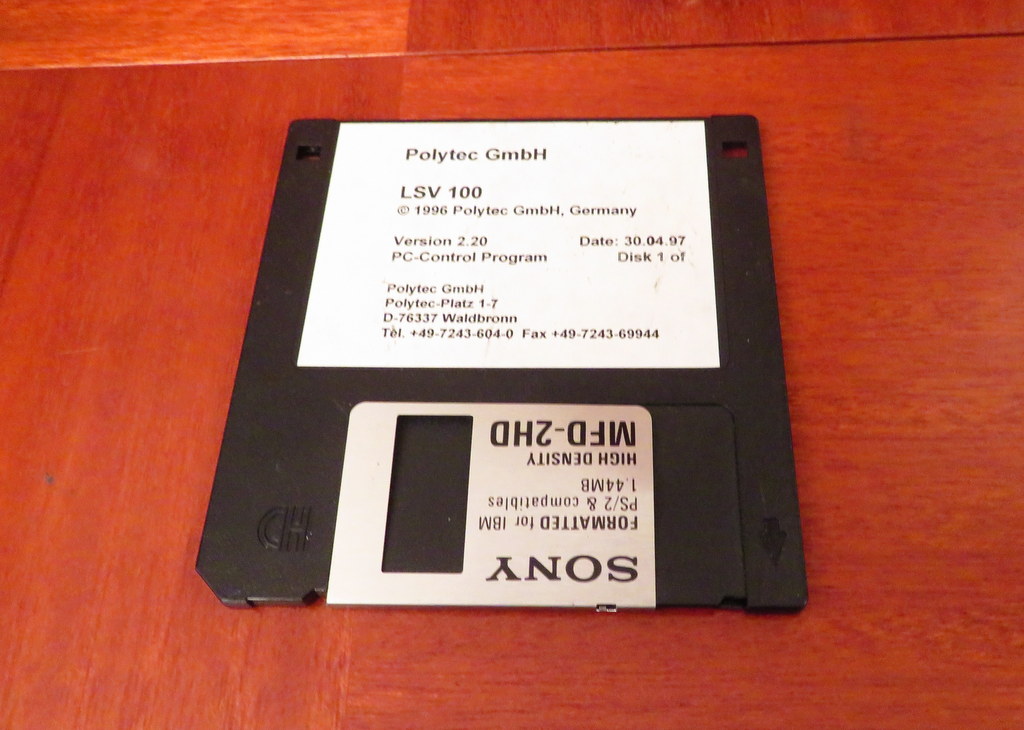 Polytec GmbH
LSV 100
© 1996 Polytec GmbH, Germany
Version 2.20 Date: 30.04.97
PC-Control Program Disk 1 of
Polytec GmbH
Polytec-Platz 1-7
D-76337 Waldbronn
Tel. +49-7243-604-0 Fax +49-7243-69944
SONY
FORMATTED for IBM
PS/2 & compatibles
1.44MB
HIGH DENSITY
MFD-2HD
HD